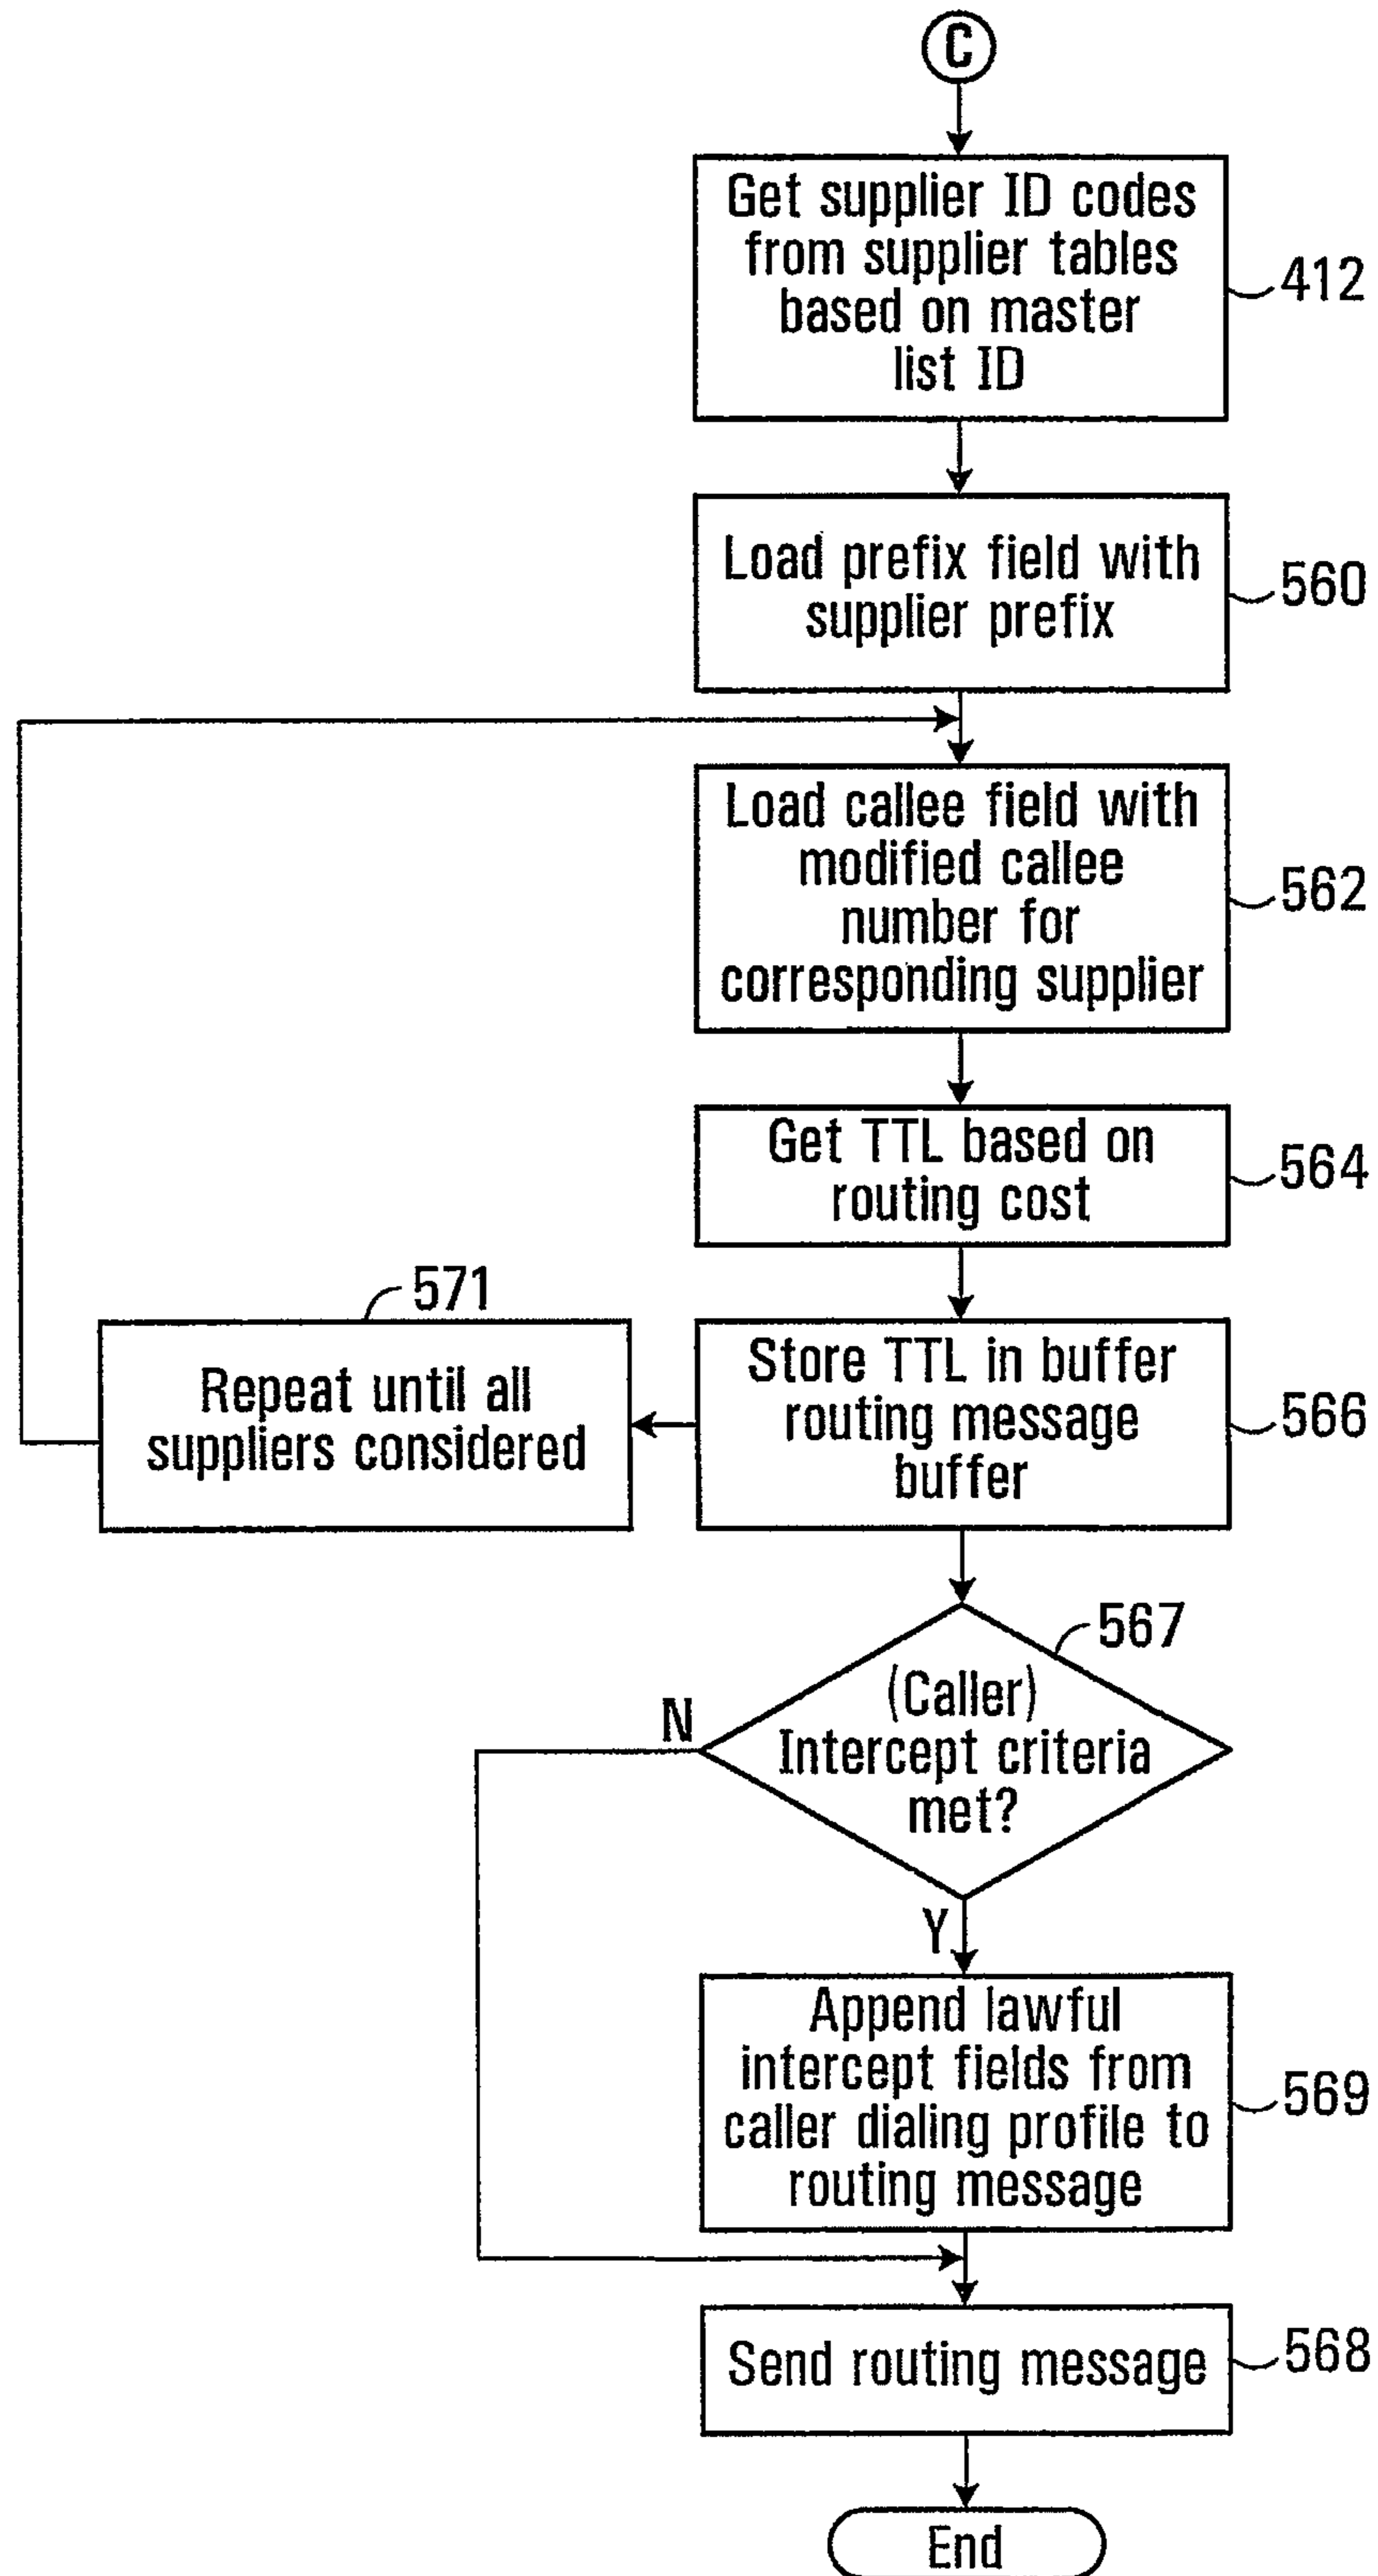 C
Get supplier ID codes
from supplier tables
based on master
list ID
412
Load prefix field with
supplier prefix
560
Load callee field with
modified callee
number for
corresponding supplier
562
Get TTL based on
routing cost
564
571
Repeat until all
suppliers considered
Store TTL in buffer
routing message
buffer
566
567
(Caller)
Intercept criteria
met?
N
Y
Append lawful
intercept fields from
caller dialing profile to
routing message
569
Send routing message
568
End